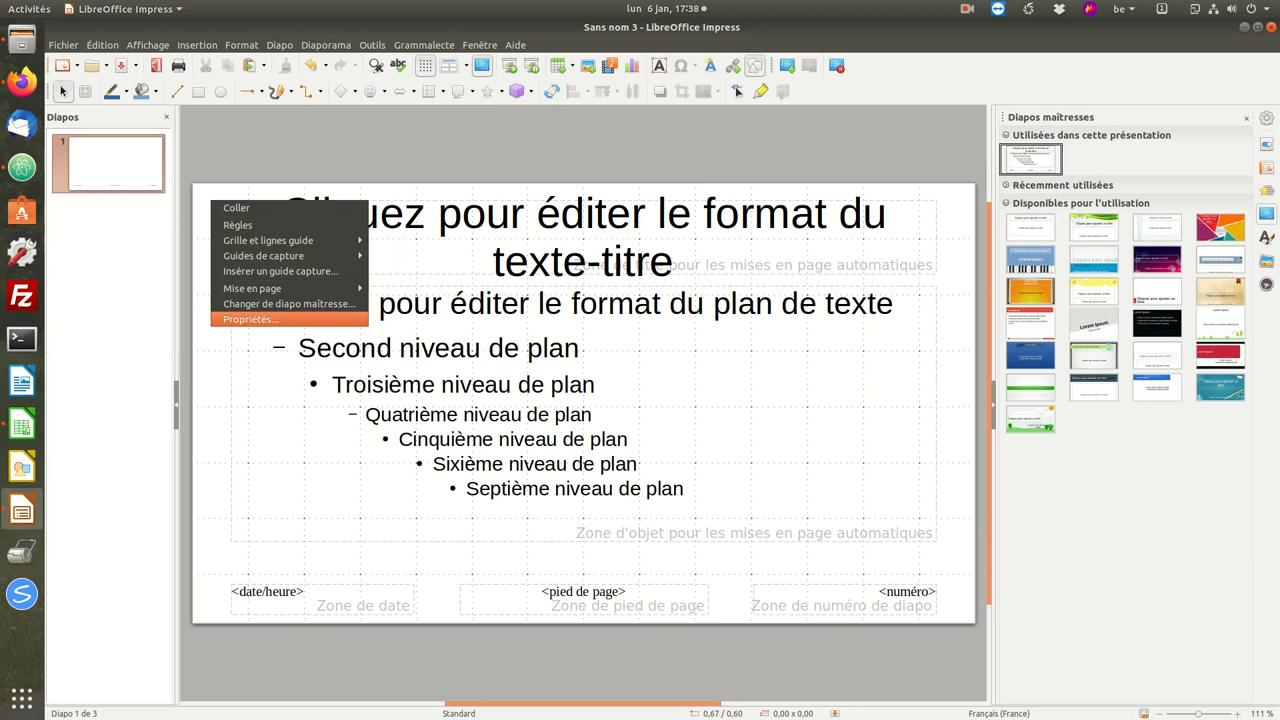 Activités LibreOffice Impress lun 6 jan, 17:38 be
Sans nom 3 - LibreOffice Impress
Fichier Édition Affichage Insertion Format Diapo Diaporama Outils Grammalecte Fenêtre Aide
Diapos
1
Diapos maîtresses
Utilisées dans cette présentation
Récemment utilisées
Disponibles pour l'utilisation
Coller
Règles
Grille et lignes guide
Guides de capture
Insérer un guide capture...
Mise en page
Changer de diapo maîtresse...
Propriétés...
uez pour éditer le format du
texte-titre
pour les mises en page automatiques
pour éditer le format du plan de texte
– Second niveau de plan
• Troisième niveau de plan
– Quatrième niveau de plan
• Cinquième niveau de plan
• Sixième niveau de plan
• Septième niveau de plan
Zone d'objet pour les mises en page automatiques
<date/heure> <pied de page> <numéro>
Zone de date Zone de pied de page Zone de numéro de diapo
Diapo 1 de 3 Standard 0,67 / 0,60 0,00 x 0,00 Français (France) 111 %